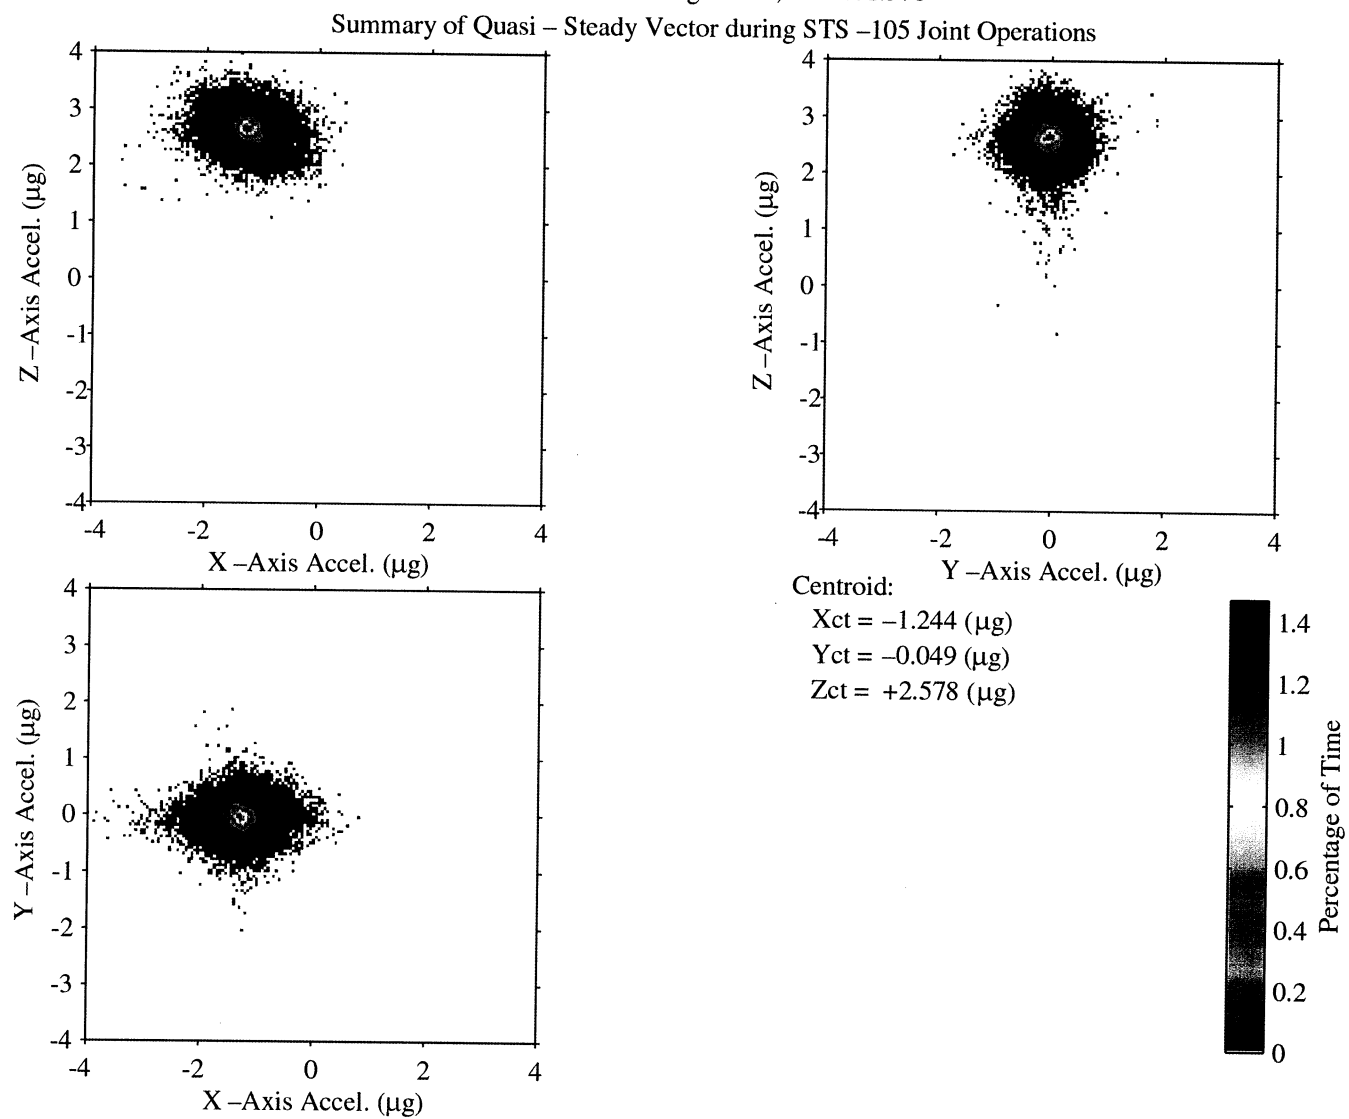 Summary of Quasi – Steady Vector during STS –105 Joint Operations
4
3
2
1
0
-1
-2
-3
-4
Z –Axis Accel. (μg)
-4 -2 0 2 4
X –Axis Accel. (μg)
4
3
2
1
0
-1
-2
-3
-4
Z –Axis Accel. (μg)
-4 -2 0 2 4
Y –Axis Accel. (μg)
4
3
2
1
0
-1
-2
-3
-4
Y –Axis Accel. (μg)
-4 -2 0 2 4
X –Axis Accel. (μg)
Centroid:
Xct = –1.244 (μg)
Yct = –0.049 (μg)
Zct = +2.578 (μg)
1.4
1.2
1
0.8
0.6
0.4
0.2
0
Percentage of Time